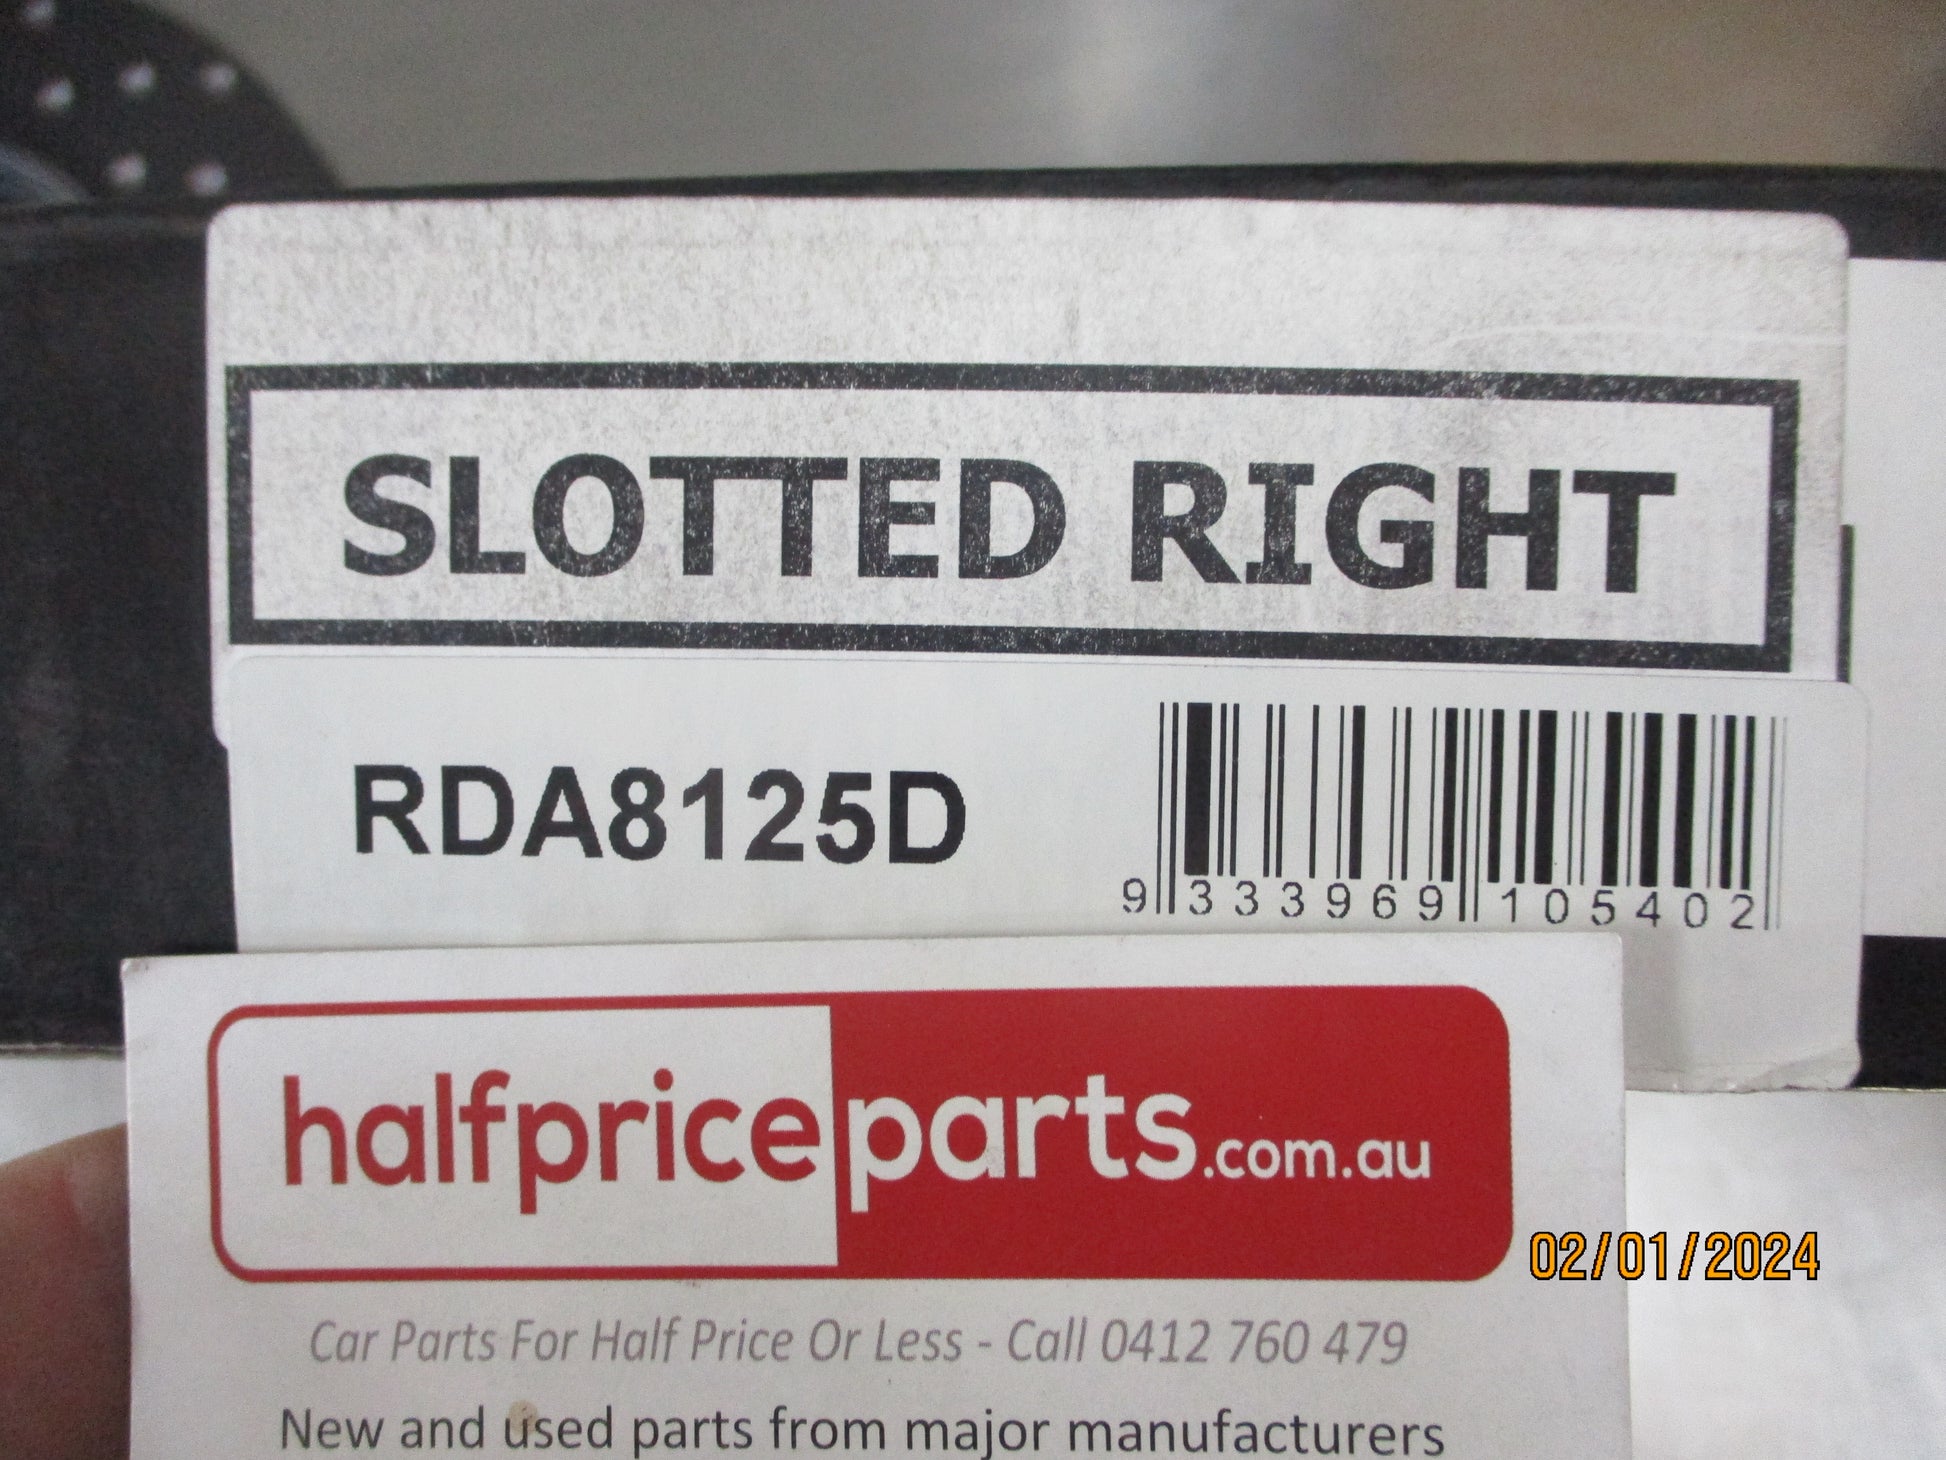 SLOTTED RIGHT
RDA8125D
9 333969 105402
halfpriceparts.com.au
02/01/2024
Car Parts For Half Price Or Less - Call 0412 760 479
New and used parts from major manufacturers